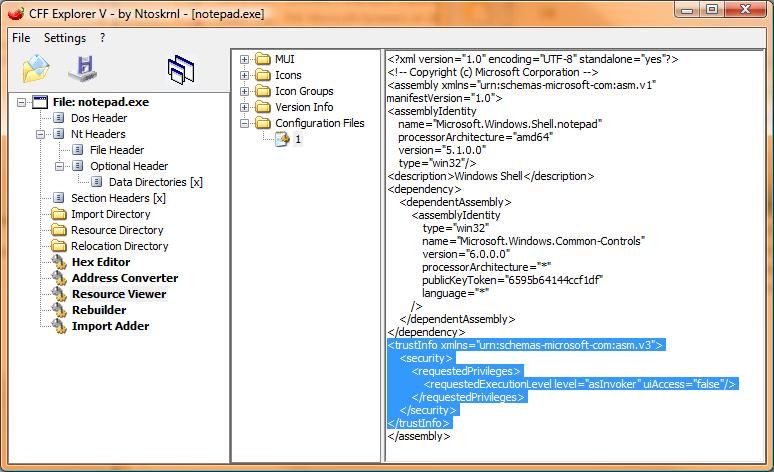 CFF Explorer V - by Ntoskrnl - [notepad.exe]
File Settings ?
File: notepad.exe
Dos Header
Nt Headers
File Header
Optional Header
Data Directories [x]
Section Headers [x]
Import Directory
Resource Directory
Relocation Directory
Hex Editor
Address Converter
Resource Viewer
Rebuilder
Import Adder
MUI
Icons
Icon Groups
Version Info
Configuration Files
1
<?xml version="1.0" encoding="UTF-8" standalone="yes"?>
<!-- Copyright (c) Microsoft Corporation -->
<assembly xmlns="urn:schemas-microsoft-com:asm.v1"
manifestVersion="1.0">
<assemblyIdentity
name="Microsoft.Windows.Shell.notepad"
processorArchitecture="amd64"
version="5.1.0.0"
type="win32"/>
<description>Windows Shell</description>
<dependency>
<dependentAssembly>
<assemblyIdentity
type="win32"
name="Microsoft.Windows.Common-Controls"
version="6.0.0.0"
processorArchitecture="*"
publicKeyToken="6595b64144ccf1df"
language="*"
/>
</dependentAssembly>
</dependency>
<trustInfo xmlns="urn:schemas-microsoft-com:asm.v3">
<security>
<requestedPrivileges>
<requestedExecutionLevel level="asInvoker" uiAccess="false"/>
</requestedPrivileges>
</security>
</trustInfo>
</assembly>